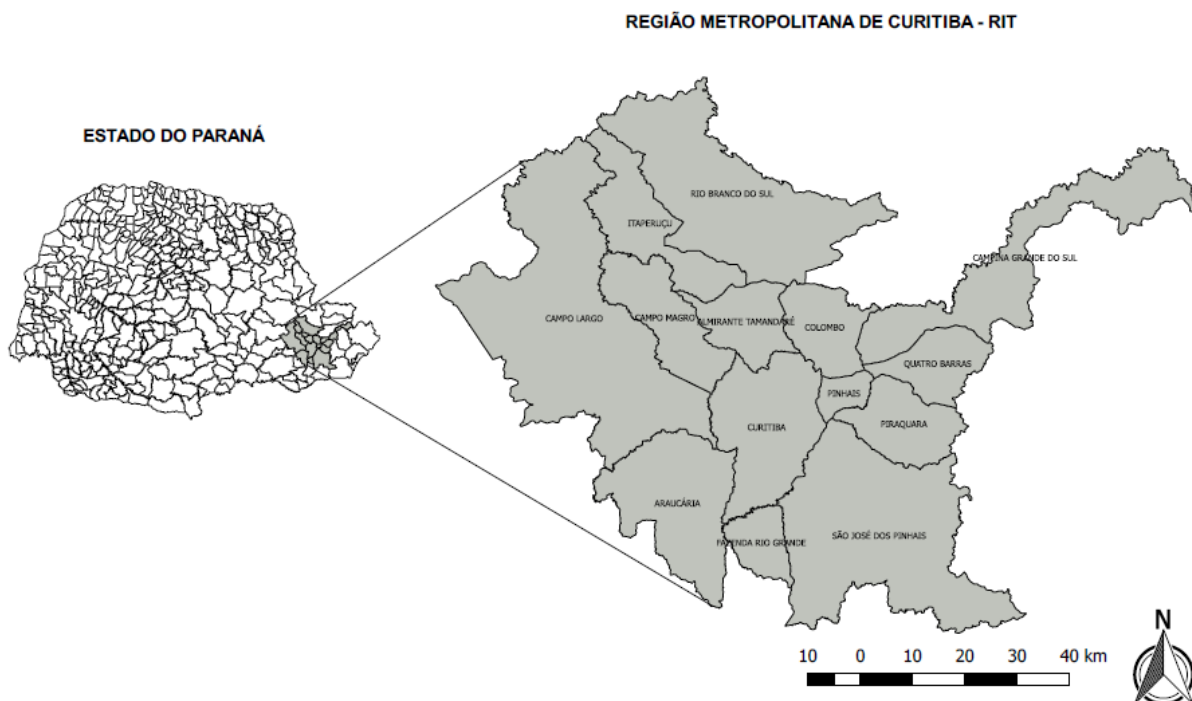 REGIÃO METROPOLITANA DE CURITIBA - RIT
ESTADO DO PARANÁ
RIO BRANCO DO SUL
ITAPERUÇU
CAMPINA GRANDE DO SUL
CAMPO LARGO
CAMPO MAGRO
ALMIRANTE TAMANDARÉ
COLOMBO
QUATRO BARRAS
PINHAIS
PIRAQUARA
CURITIBA
ARAUCÁRIA
FAZENDA RIO GRANDE
SÃO JOSÉ DOS PINHAIS
N
10 0 10 20 30 40 km